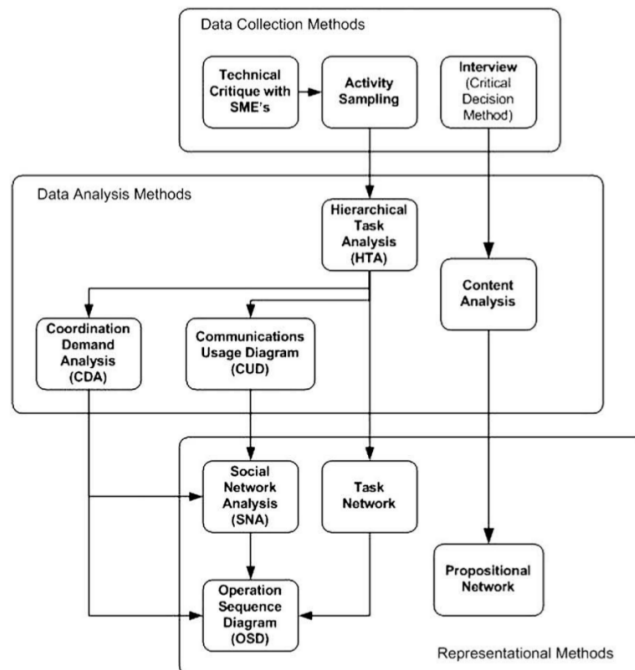 Data Collection Methods
Technical
Critique with
SME's
Activity
Sampling
Interview
(Critical
Decision
Method)
Data Analysis Methods
Hierarchical
Task
Analysis
(HTA)
Content
Analysis
Coordination
Demand
Analysis
(CDA)
Communications
Usage Diagram
(CUD)
Social
Network
Analysis
(SNA)
Task
Network
Propositional
Network
Operation
Sequence
Diagram
(OSD)
Representational Methods